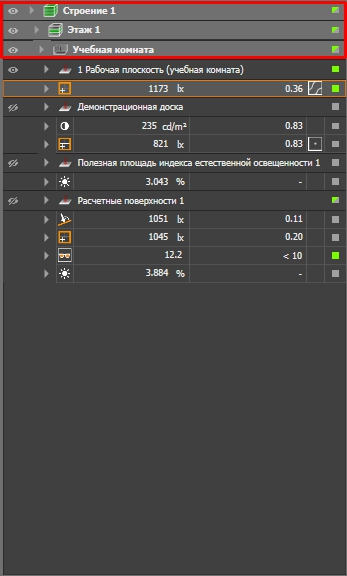 Строение 1
Этаж 1
Учебная комната
1 Рабочая плоскость (учебная комната)
1173 lx 0.36
Демонстрационная доска
235 cd/m² 0.83
821 lx 0.83
Полезная площадь индекса естественной освещенности 1
3.043 % -
Расчетные поверхности 1
1051 lx 0.11
1045 lx 0.20
12.2 < 10
3.884 % -